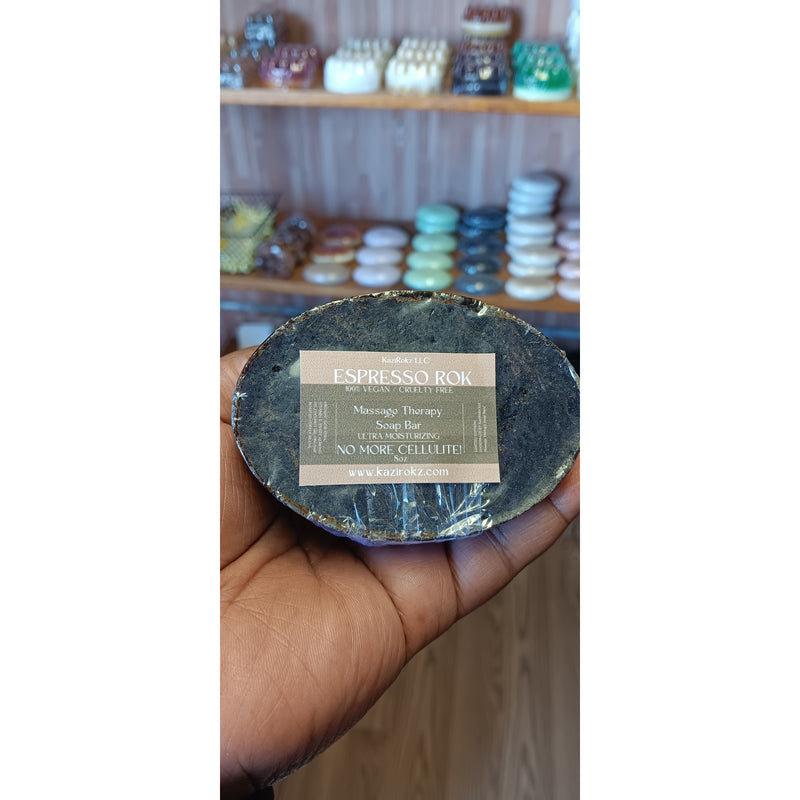 KaziRokz LLC
ESPRESSO ROK
100% VEGAN / CRUELTY FREE
Massage Therapy
Soap Bar
ULTRA MOISTURIZING
NO MORE CELLULITE!
8oz
www.kazirokz.com